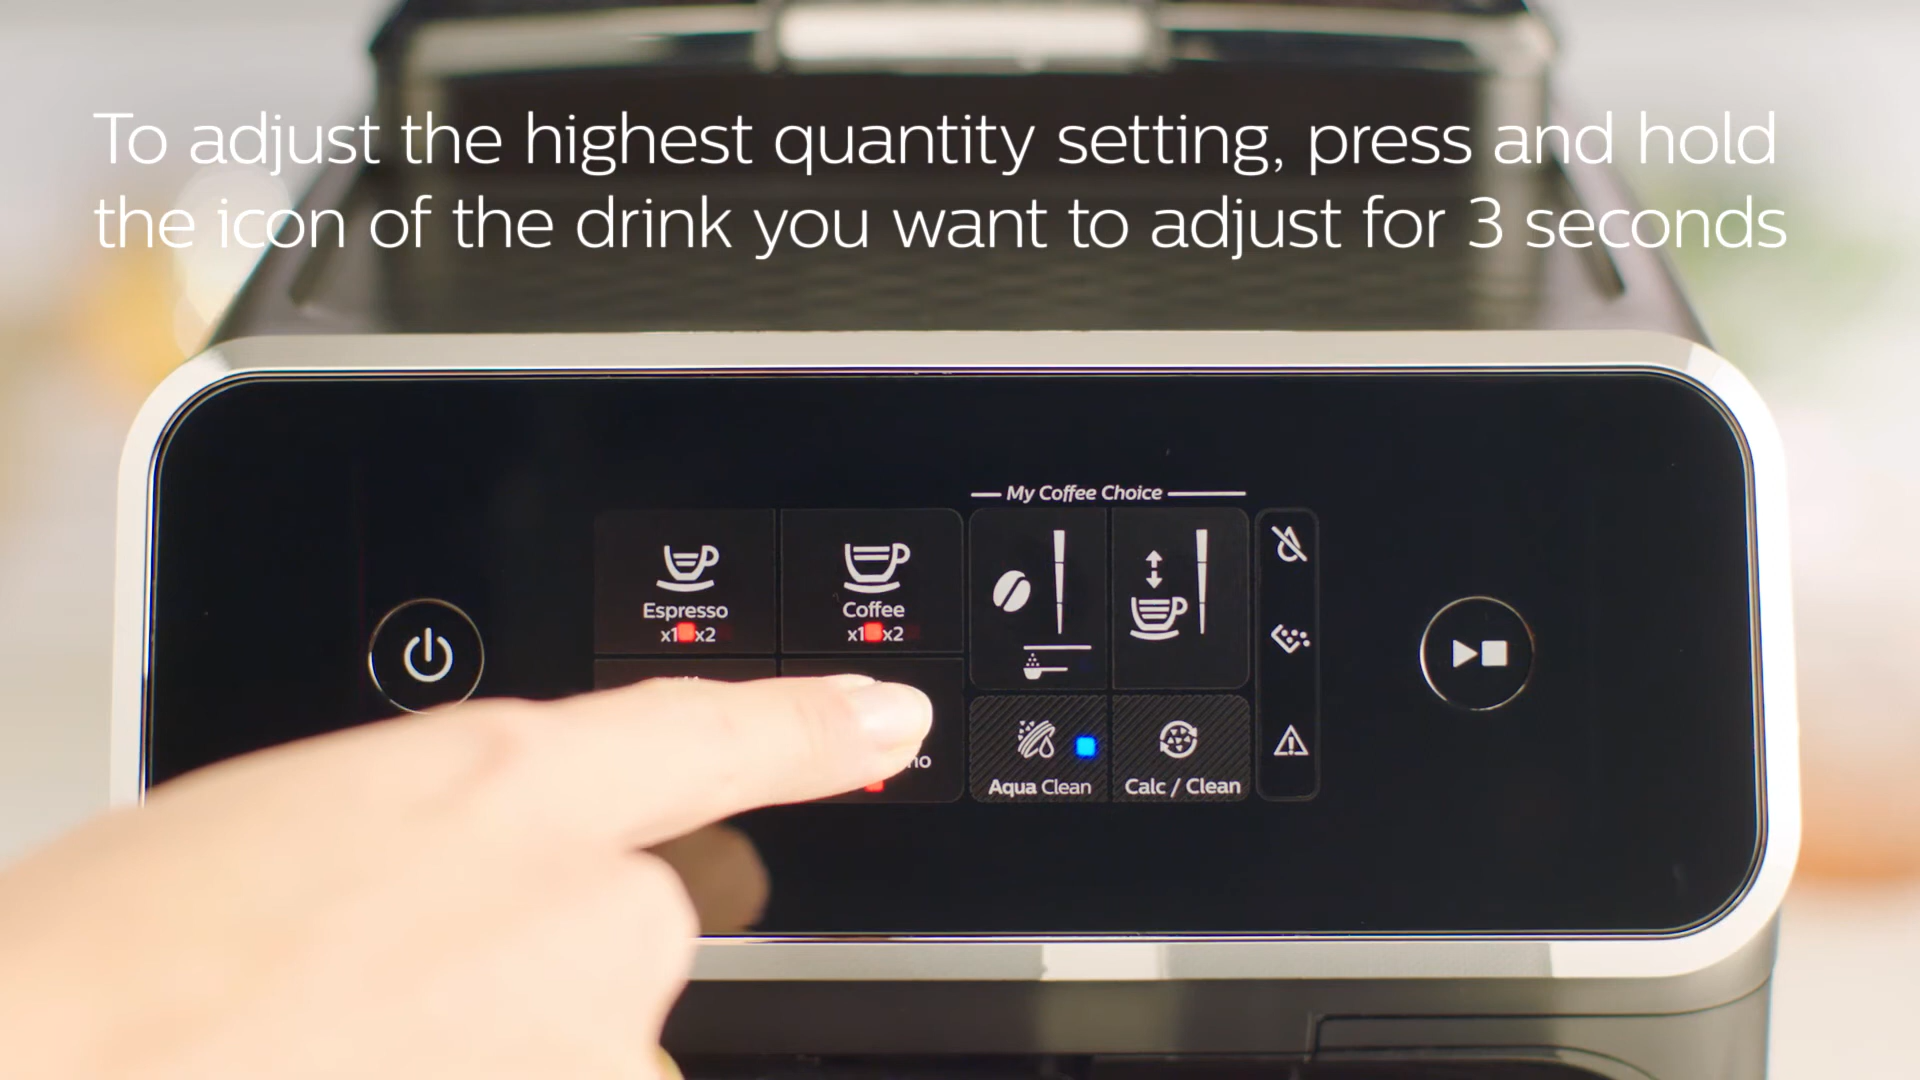 To adjust the highest quantity setting, press and hold
the icon of the drink you want to adjust for 3 seconds
My Coffee Choice
Espresso
x1 x2
Coffee
x1 x2
Aqua Clean
Calc / Clean